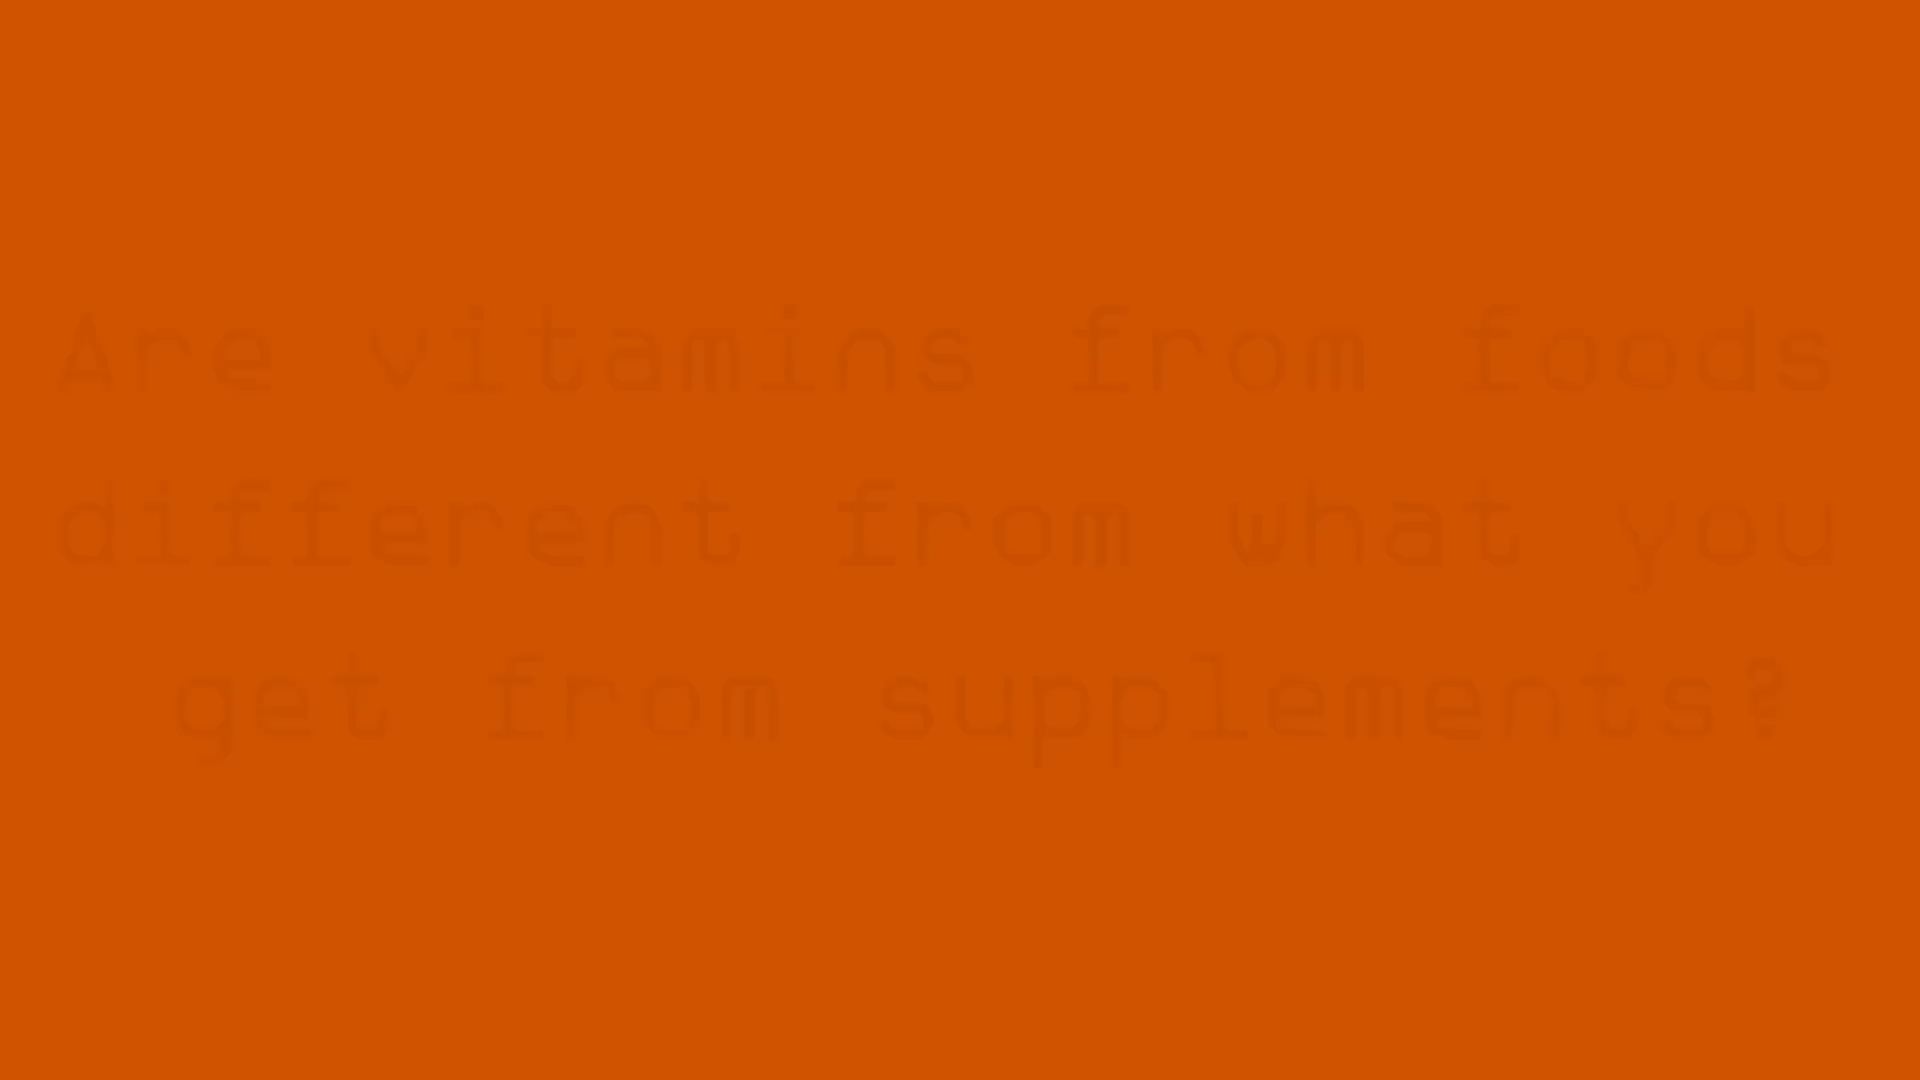 Are vitamins from foods
different from what you
get from supplements?